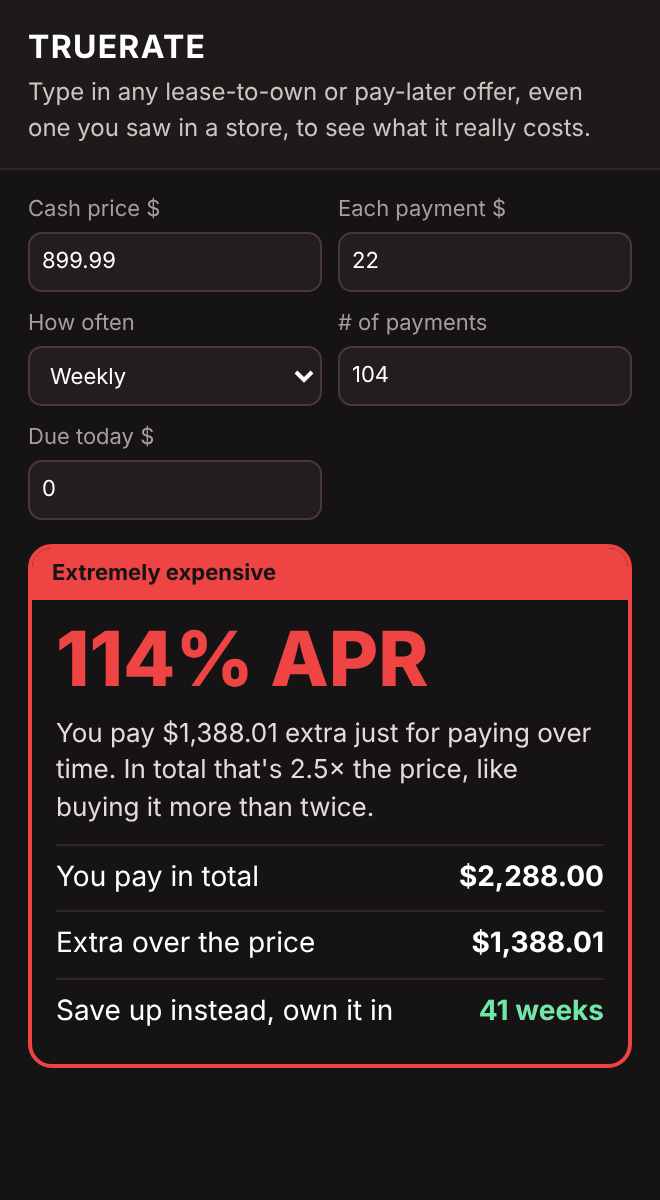 TRUERATE
Type in any lease-to-own or pay-later offer, even
one you saw in a store, to see what it really costs.
Cash price $
Each payment $
899.99
22
How often
# of payments
Weekly
104
Due today $
0
Extremely expensive
114% APR
You pay $1,388.01 extra just for paying over
time. In total that's 2.5× the price, like
buying it more than twice.
You pay in total
$2,288.00
Extra over the price
$1,388.01
Save up instead, own it in
41 weeks